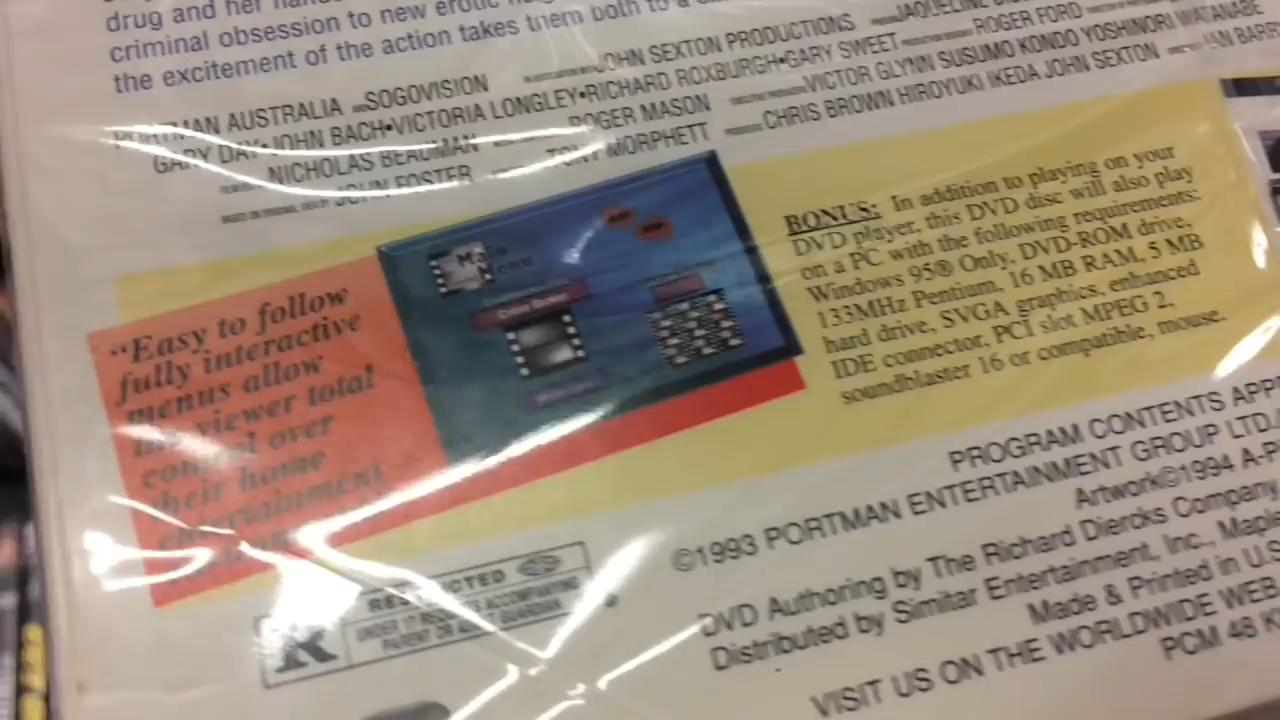 drug and her
criminal obsession to new erotic
the excitement of the action takes them both to a
PORTMAN AUSTRALIA SOGOVISION JOHN SEXTON PRODUCTIONS
GARY DAY•JOHN BACH•VICTORIA LONGLEY•RICHARD ROXBURGH•GARY SWEET ROGER FORD
NICHOLAS BEAUMAN ROGER MASON VICTOR GLYNN SUSUMO KONDO YOSHINORI WATANABE
JOHN FOSTER TONY MORPHETT CHRIS BROWN HIROYUKI IKEDA JOHN SEXTON IAN BARRY
"Easy to follow
fully interactive
menus allow
the viewer total
control over
their home
entertainment
Main
Menu
BONUS: In addition to playing on your
DVD player, this DVD disc will also play
on a PC with the following requirements:
Windows 95® Only, DVD-ROM drive,
133MHz Pentium, 16 MB RAM, 5 MB
hard drive, SVGA graphics, enhanced
IDE connector, PCI slot MPEG 2,
soundblaster 16 or compatible, mouse.
R
RESTRICTED
UNDER 17 REQUIRES ACCOMPANYING
PARENT OR ADULT GUARDIAN
PROGRAM CONTENTS
©1993 PORTMAN ENTERTAINMENT GROUP LTD.
Artwork©1994
DVD Authoring by The Richard Diercks Company
Distributed by Simitar Entertainment, Inc., Maple
Made & Printed in U.S
VISIT US ON THE WORLDWIDE WEB
PCM 48 K